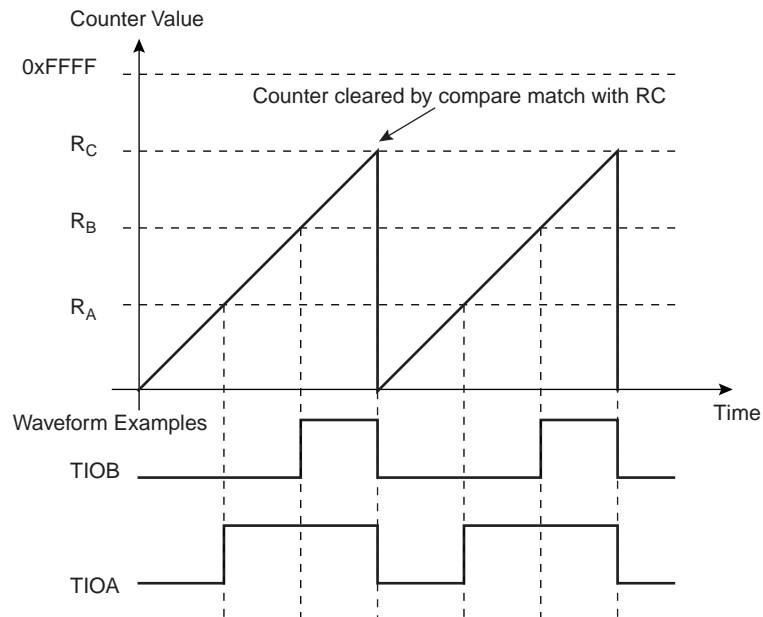 Counter Value
0xFFFF
Counter cleared by compare match with RC
RC
RB
RA
Time
Waveform Examples
TIOB
TIOA